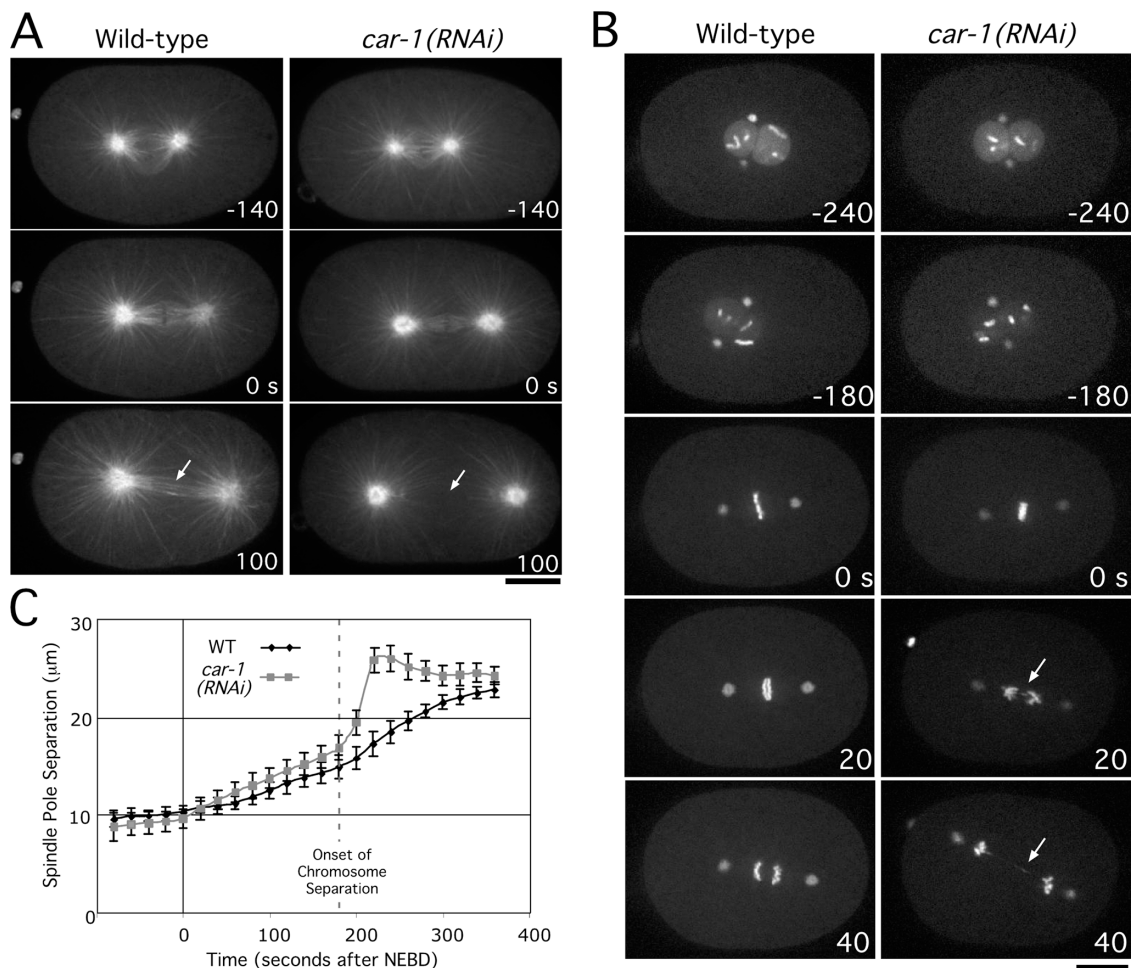 A
Wild-type
car-1(RNAi)
-140
-140
0 s
0 s
100
100
B
Wild-type
car-1(RNAi)
-240
-240
-180
-180
0 s
0 s
20
20
40
40
C
Spindle Pole Separation (μm)
30
20
10
0
WT
car-1
(RNAi)
Onset of
Chromosome
Separation
0
100
200
300
400
Time (seconds after NEBD)